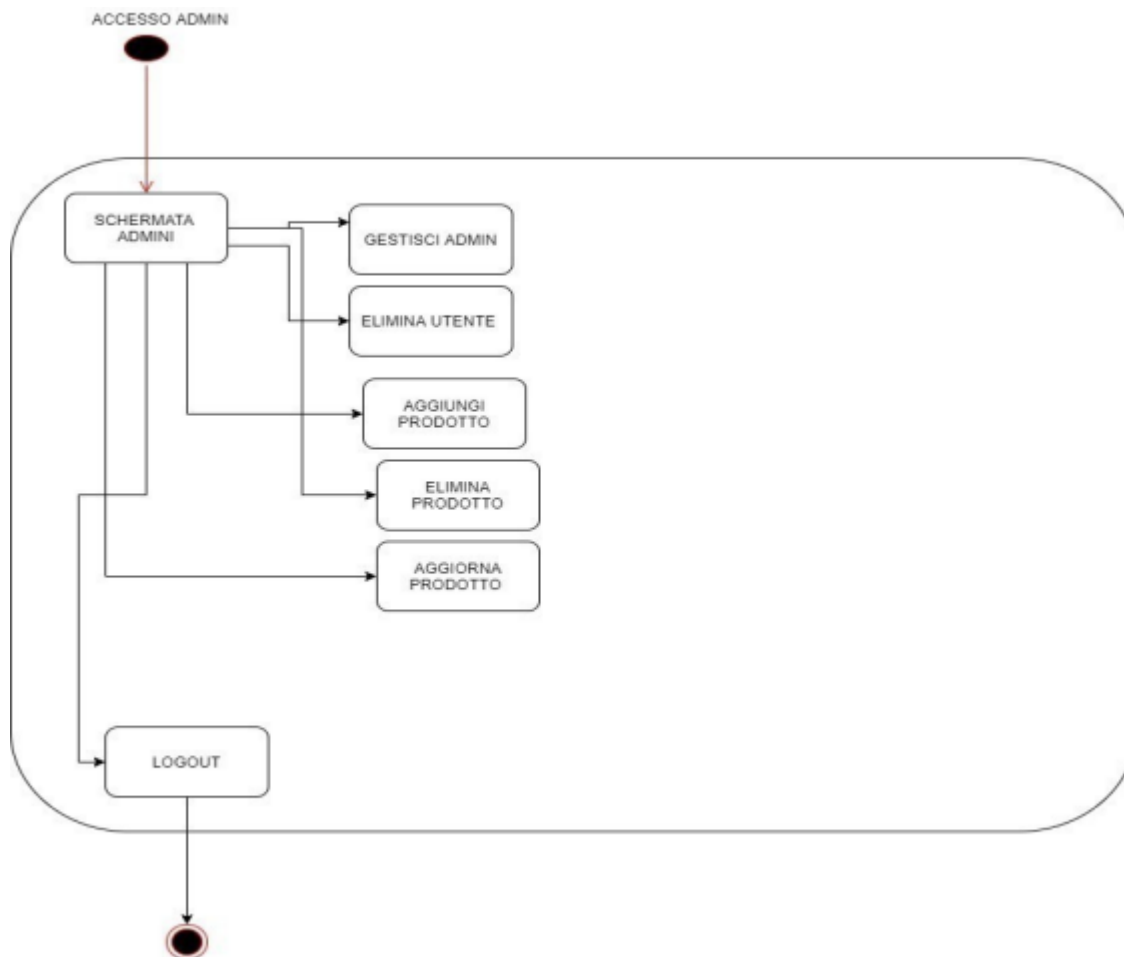 ACCESSO ADMIN
SCHERMATA
ADMINI
GESTISCI ADMIN
ELIMINA UTENTE
AGGIUNGI
PRODOTTO
ELIMINA
PRODOTTO
AGGIORNA
PRODOTTO
LOGOUT